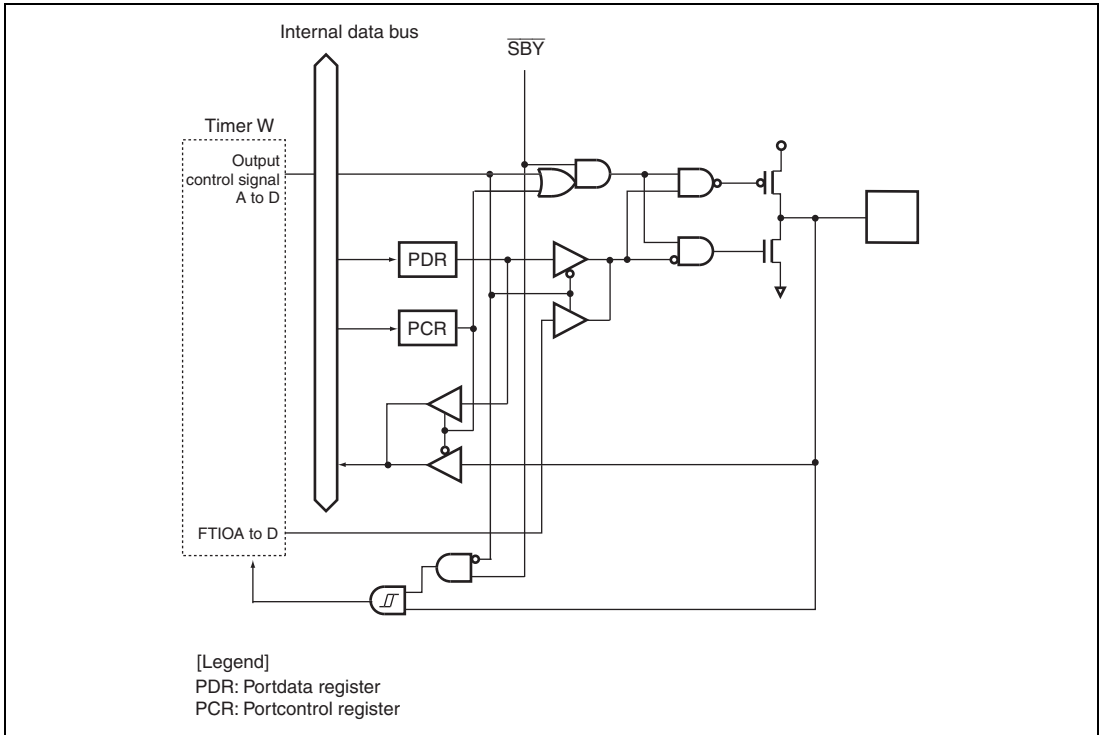 Internal data bus
SBY
Timer W
Output
control signal
A to D
PDR
PCR
FTIOA to D
[Legend]
PDR: Portdata register
PCR: Portcontrol register